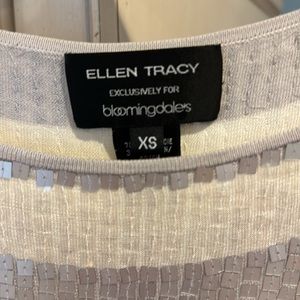 ELLEN TRACY
EXCLUSIVELY FOR
bloomingdale's
XS